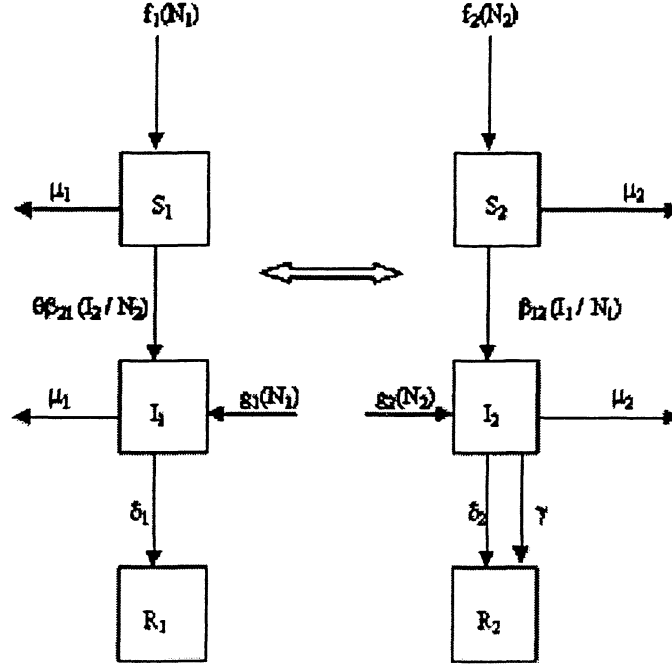 f₁(N₁) f₂(N₂)
S₁ S₂
μ₁ μ₂
θβ₂₁(I₂/N₂) β₁₂(I₁/N₁)
μ₁ I₁ g₁(N₁) g₂(N₂) I₂ μ₂
δ₁ δ₂ γ
R₁ R₂